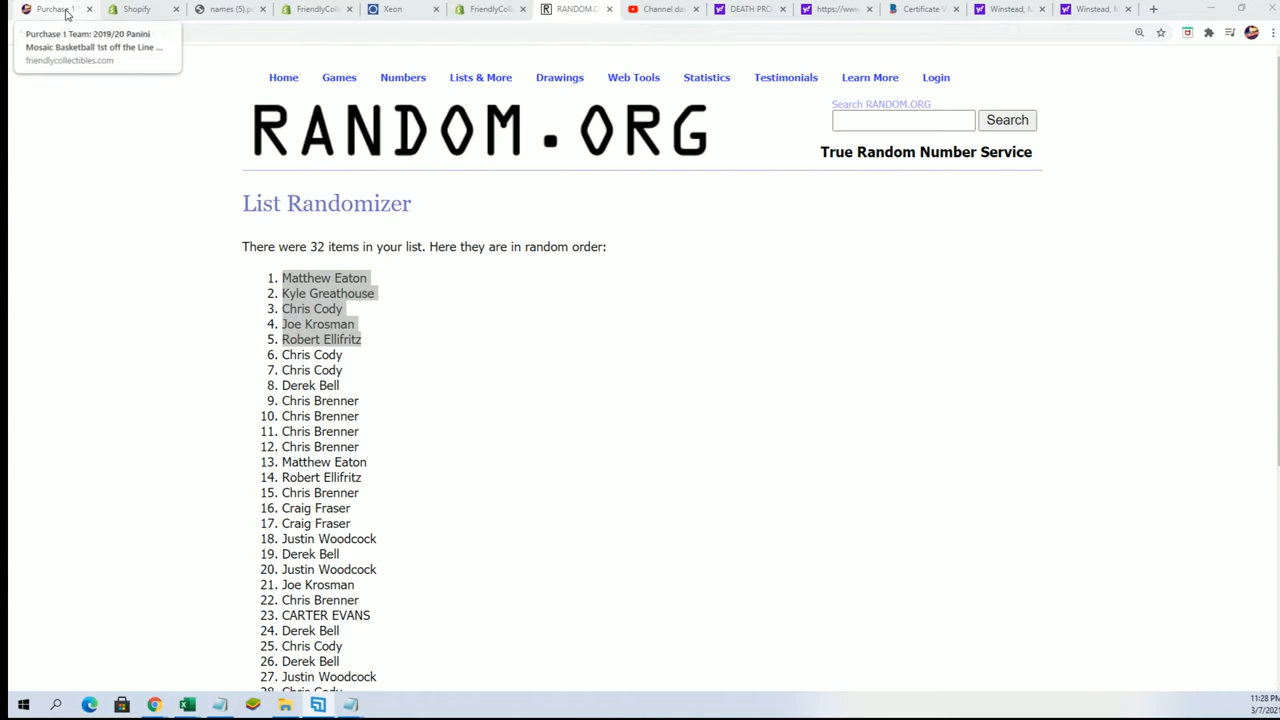 Purchase 1
Shopify
names (5).p
FriendlyColl
Xeon
FriendlyColl
RANDOM.O
Channel da
DEATH PRO
https://www
Certificate V
Winstead, M
Winstead, M
Purchase 1 Team: 2019/20 Panini
Mosaic Basketball 1st off the Line ...
friendlycollectibles.com
Home Games Numbers Lists & More Drawings Web Tools Statistics Testimonials Learn More Login
RANDOM.ORG
Search RANDOM.ORG
Search
True Random Number Service
List Randomizer
There were 32 items in your list. Here they are in random order:
1. Matthew Eaton
2. Kyle Greathouse
3. Chris Cody
4. Joe Krosman
5. Robert Ellifritz
6. Chris Cody
7. Chris Cody
8. Derek Bell
9. Chris Brenner
10. Chris Brenner
11. Chris Brenner
12. Chris Brenner
13. Matthew Eaton
14. Robert Ellifritz
15. Chris Brenner
16. Craig Fraser
17. Craig Fraser
18. Justin Woodcock
19. Derek Bell
20. Justin Woodcock
21. Joe Krosman
22. Chris Brenner
23. CARTER EVANS
24. Derek Bell
25. Chris Cody
26. Derek Bell
27. Justin Woodcock
28. Chris Cody
11:28 PM
3/7/202